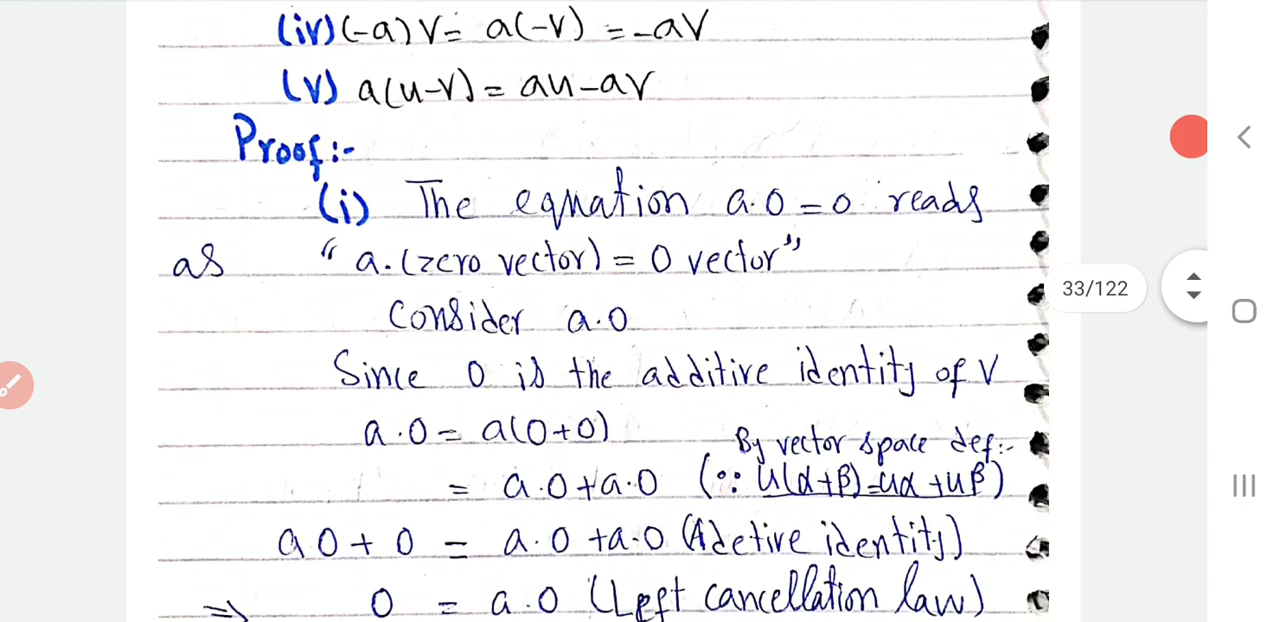 (iv) (-a)v = a(-v) = -av
(v) a(u-v) = au-av
Proof:-
(i) The equation a.0 = 0 reads
as "a.(zero vector) = 0 vector"
33/122
Consider a.0
Since 0 is the additive identity of V
a.0 = a(0+0) By vector space def:-
= a.0+a.0 (∵ u(α+β)=uα+uβ)
a0+0 = a.0+a.0 (Adetive identity)
⇒ 0 = a.0 (Left cancellation law)